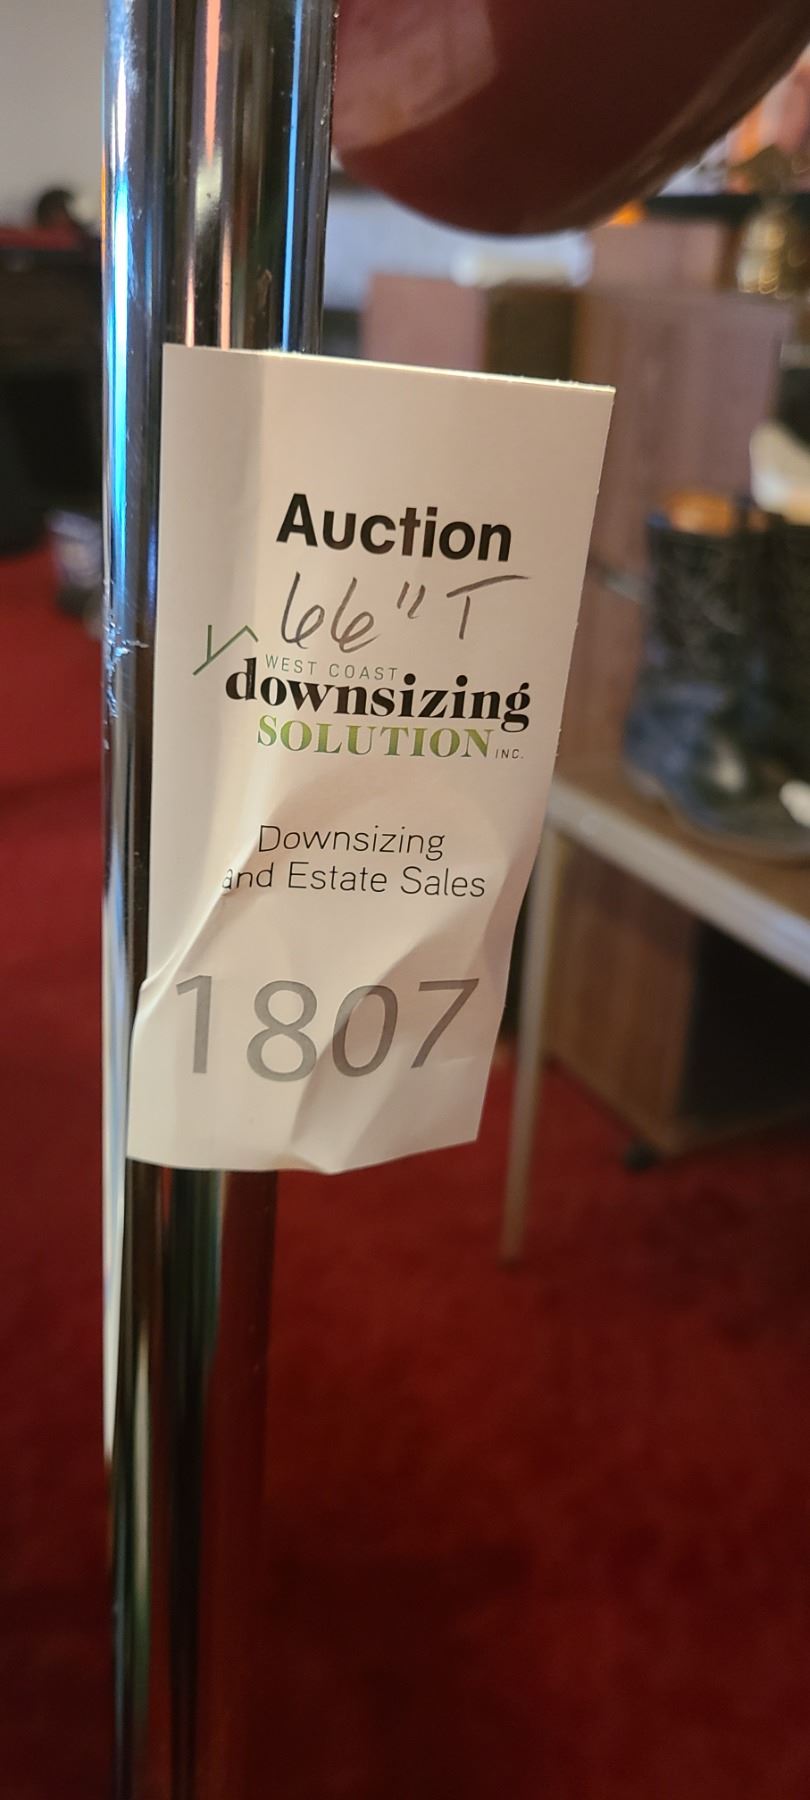 Auction
66" T
WEST COAST
downsizing
SOLUTION INC.
Downsizing
and Estate Sales
1807